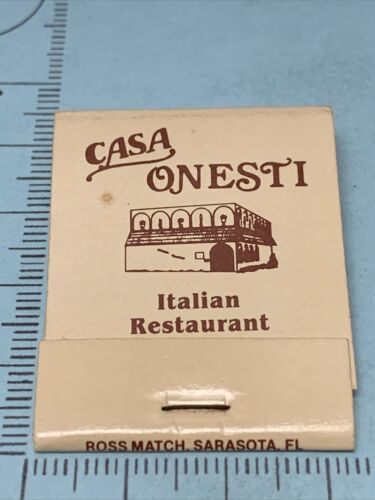 CASA
ONESTI
Italian
Restaurant
ROSS MATCH, SARASOTA, FL